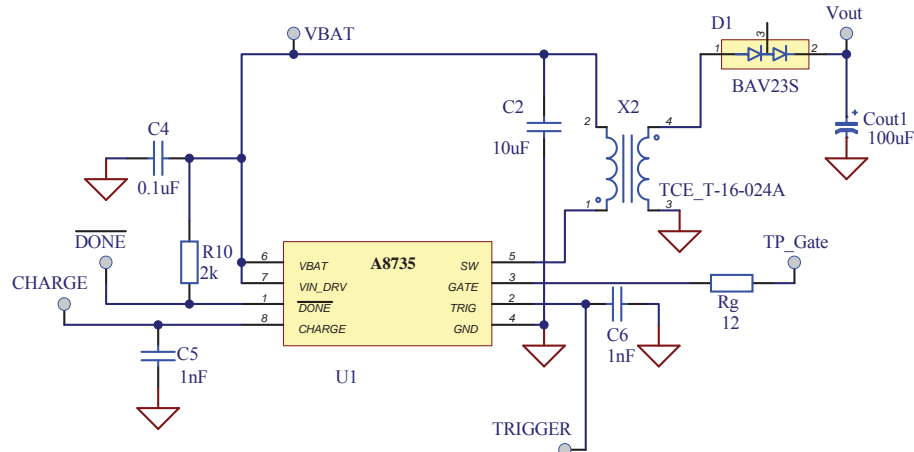 D1
Vout
VBAT
3
1
2
BAV23S
C4
C2
X2
2
4
Cout1
100uF
+
10uF
0.1uF
TCE_T-16-024A
1
3
DONE
R10
2k
TP_Gate
A8735
6
VBAT
SW
5
CHARGE
7
VIN_DRV
GATE
3
1
DONE
TRIG
2
Rg
12
8
CHARGE
GND
4
C6
1nF
C5
1nF
U1
TRIGGER